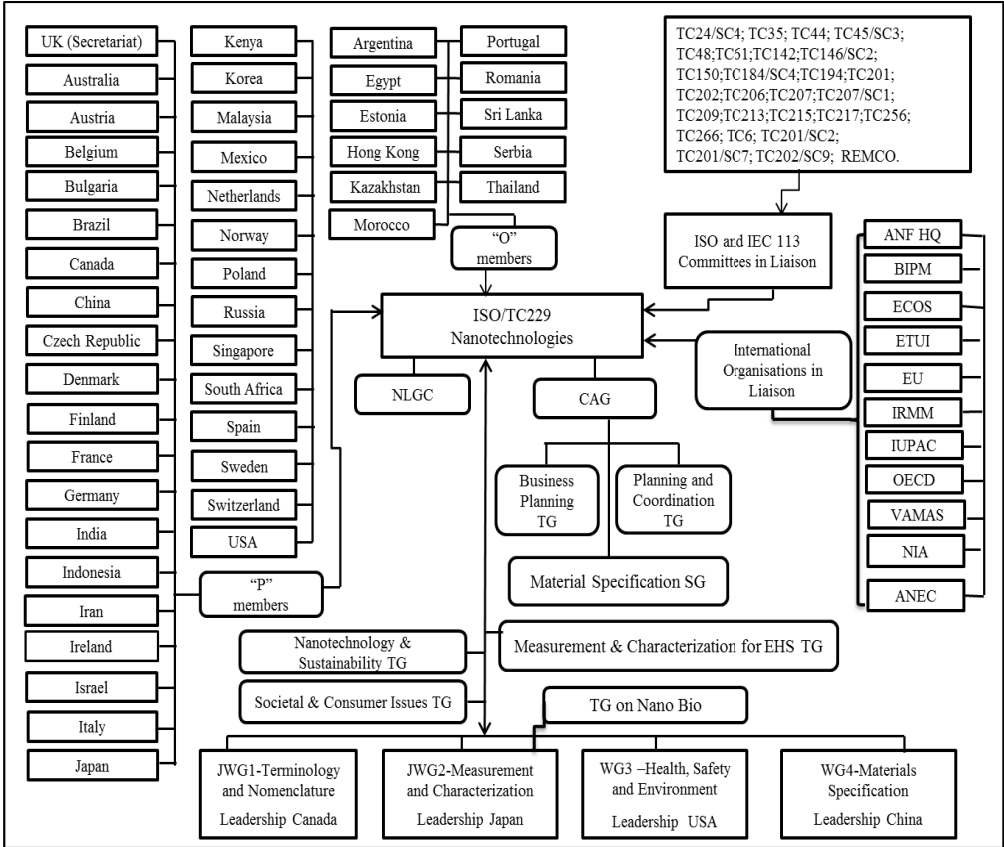 UK (Secretariat)
Australia
Austria
Belgium
Bulgaria
Brazil
Canada
China
Czech Republic
Denmark
Finland
France
Germany
India
Indonesia
Iran
Ireland
Israel
Italy
Japan
Kenya
Korea
Malaysia
Mexico
Netherlands
Norway
Poland
Russia
Singapore
South Africa
Spain
Sweden
Switzerland
USA
“P”
members
Argentina
Egypt
Estonia
Hong Kong
Kazakhstan
Morocco
Portugal
Romania
Sri Lanka
Serbia
Thailand
“O”
members
TC24/SC4; TC35; TC44; TC45/SC3;
TC48;TC61;TC142;TC146/SC2;
TC150;TC184/SC4;TC194;TC201;
TC202;TC206;TC207;TC207/SC1;
TC209;TC213;TC215;TC217;TC256;
TC266; TC6; TC201/SC2;
TC201/SC7; TC202/SC9; REMCO.
ISO and IEC 113
Committees in Liaison
ISO/TC229
Nanotechnologies
International
Organisations in
Liaison
ANF HQ
BIPM
ECOS
ETUI
EU
IRMM
IUPAC
OECD
VAMAS
NIA
ANEC
NLGC
CAG
Business
Planning
TG
Planning and
Coordination
TG
Material Specification SG
Nanotechnology &
Sustainability TG
Measurement & Characterization for EHS TG
Societal & Consumer Issues TG
TG on Nano Bio
JWG1-Terminology
and Nomenclature
Leadership Canada
JWG2-Measurement
and Characterization
Leadership Japan
WG3 –Health, Safety
and Environment
Leadership USA
WG4-Materials
Specification
Leadership China